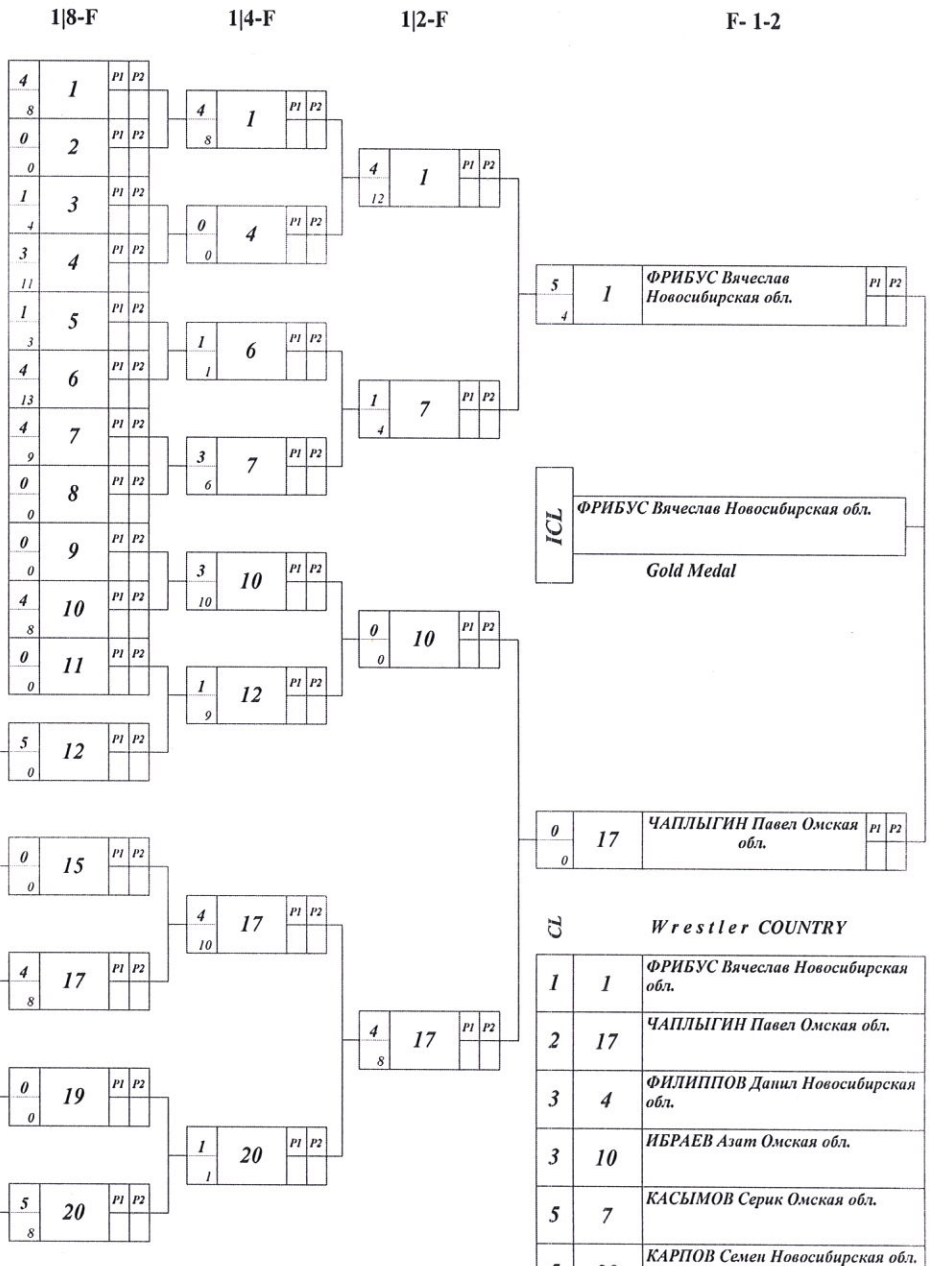 1|8-F 1|4-F 1|2-F F- 1-2
4 1 P1 P2
8
0 2 P1 P2
0
1 3 P1 P2
4
3 4 P1 P2
11
1 5 P1 P2
3
4 6 P1 P2
13
4 7 P1 P2
9
0 8 P1 P2
0
0 9 P1 P2
0
4 10 P1 P2
8
0 11 P1 P2
0
5 12 P1 P2
0
0 15 P1 P2
0
4 17 P1 P2
8
0 19 P1 P2
0
5 20 P1 P2
8
4 1 P1 P2
8
0 4 P1 P2
0
1 6 P1 P2
1
3 7 P1 P2
6
3 10 P1 P2
10
1 12 P1 P2
9
4 17 P1 P2
10
1 20 P1 P2
1
4 1 P1 P2
12
1 7 P1 P2
4
0 10 P1 P2
0
4 17 P1 P2
8
5 1 ФРИБУС Вячеслав P1 P2
4 Новосибирская обл.
ICL ФРИБУС Вячеслав Новосибирская обл.
Gold Medal
0 17 ЧАПЛЫГИН Павел Омская P1 P2
0 обл.
CL Wrestler COUNTRY
1 1 ФРИБУС Вячеслав Новосибирская
обл.
2 17 ЧАПЛЫГИН Павел Омская обл.
3 4 ФИЛИППОВ Данил Новосибирская
обл.
3 10 ИБРАЕВ Азат Омская обл.
5 7 КАСЫМОВ Серик Омская обл.
КАРПОВ Семен Новосибирская обл.